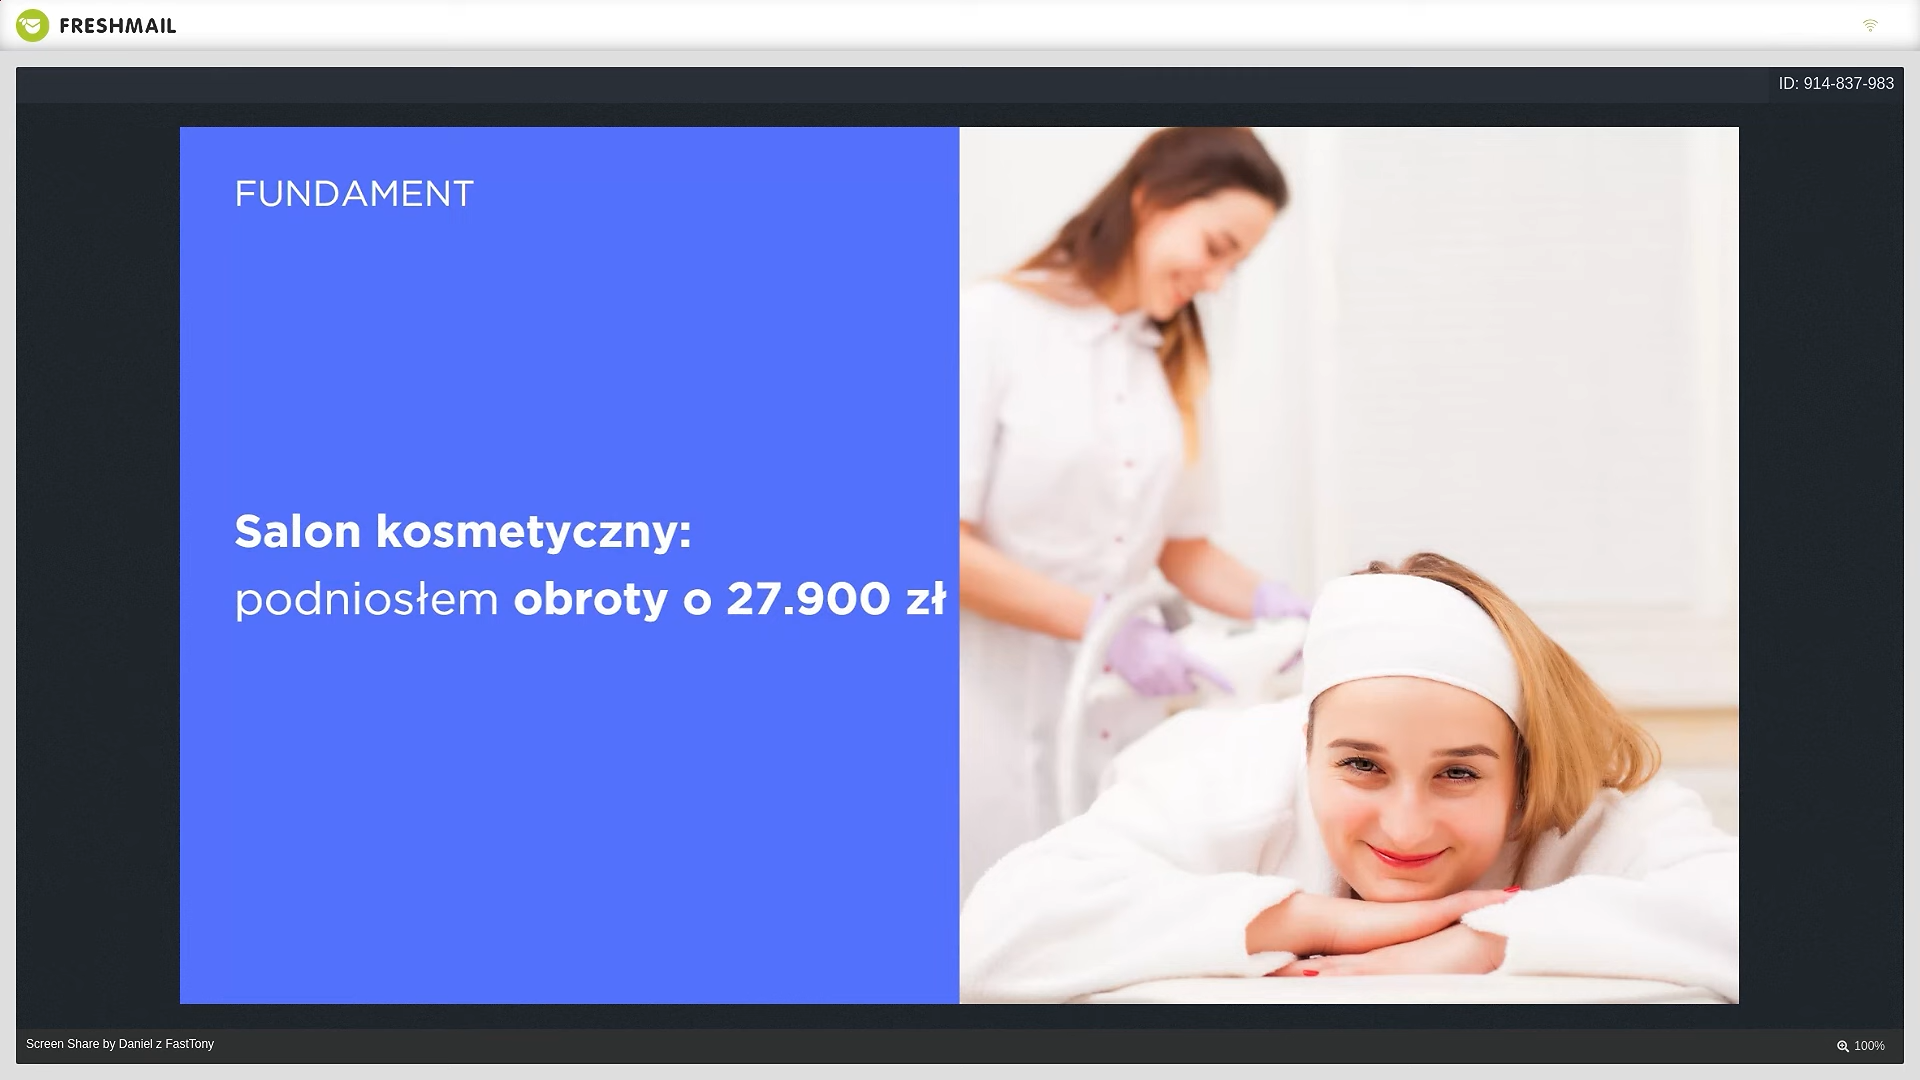 FRESHMAIL
ID: 914-837-983
FUNDAMENT
Salon kosmetyczny:
podniosłem obroty o 27.900 zł
Screen Share by Daniel z FastTony
100%